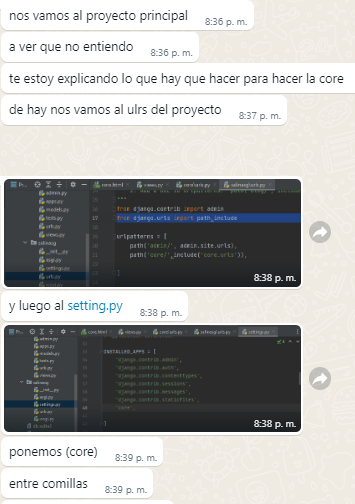 nos vamos al proyecto principal
8:36 p. m.
a ver que no entiendo
8:36 p. m.
te estoy explicando lo que hay que hacer para hacer la core
de hay nos vamos al ulrs del proyecto
8:37 p. m.
"""
from django.contrib import admin
from django.urls import path,include
urlpatterns = [
path('admin/', admin.site.urls),
path('core/',include('core.urls')),
]
8:38 p. m.
y luego al setting.py
8:38 p. m.
INSTALLED_APPS = [
'django.contrib.admin',
'django.contrib.auth',
'django.contrib.contenttypes',
'django.contrib.sessions',
'django.contrib.messages',
'django.contrib.staticfiles',
'core',
]
8:38 p. m.
ponemos (core)
8:39 p. m.
entre comillas
8:39 p. m.